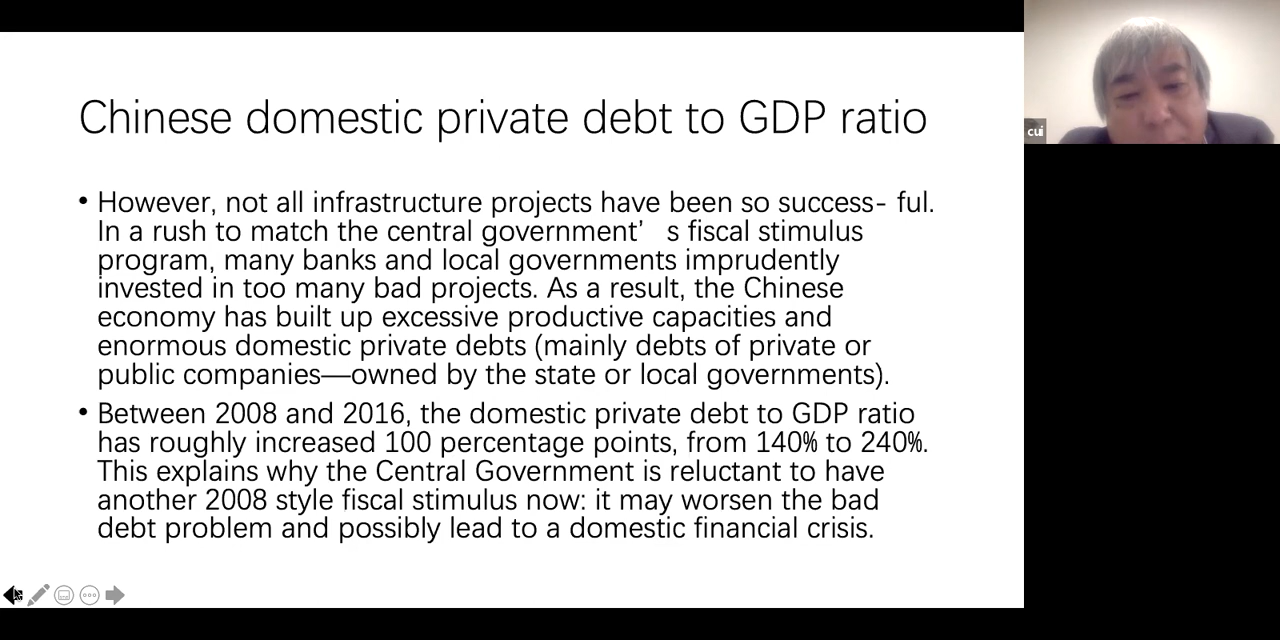 Chinese domestic private debt to GDP ratio
• However, not all infrastructure projects have been so success- ful.
In a rush to match the central government’ s fiscal stimulus
program, many banks and local governments imprudently
invested in too many bad projects. As a result, the Chinese
economy has built up excessive productive capacities and
enormous domestic private debts (mainly debts of private or
public companies—owned by the state or local governments).
• Between 2008 and 2016, the domestic private debt to GDP ratio
has roughly increased 100 percentage points, from 140% to 240%.
This explains why the Central Government is reluctant to have
another 2008 style fiscal stimulus now: it may worsen the bad
debt problem and possibly lead to a domestic financial crisis.
cui